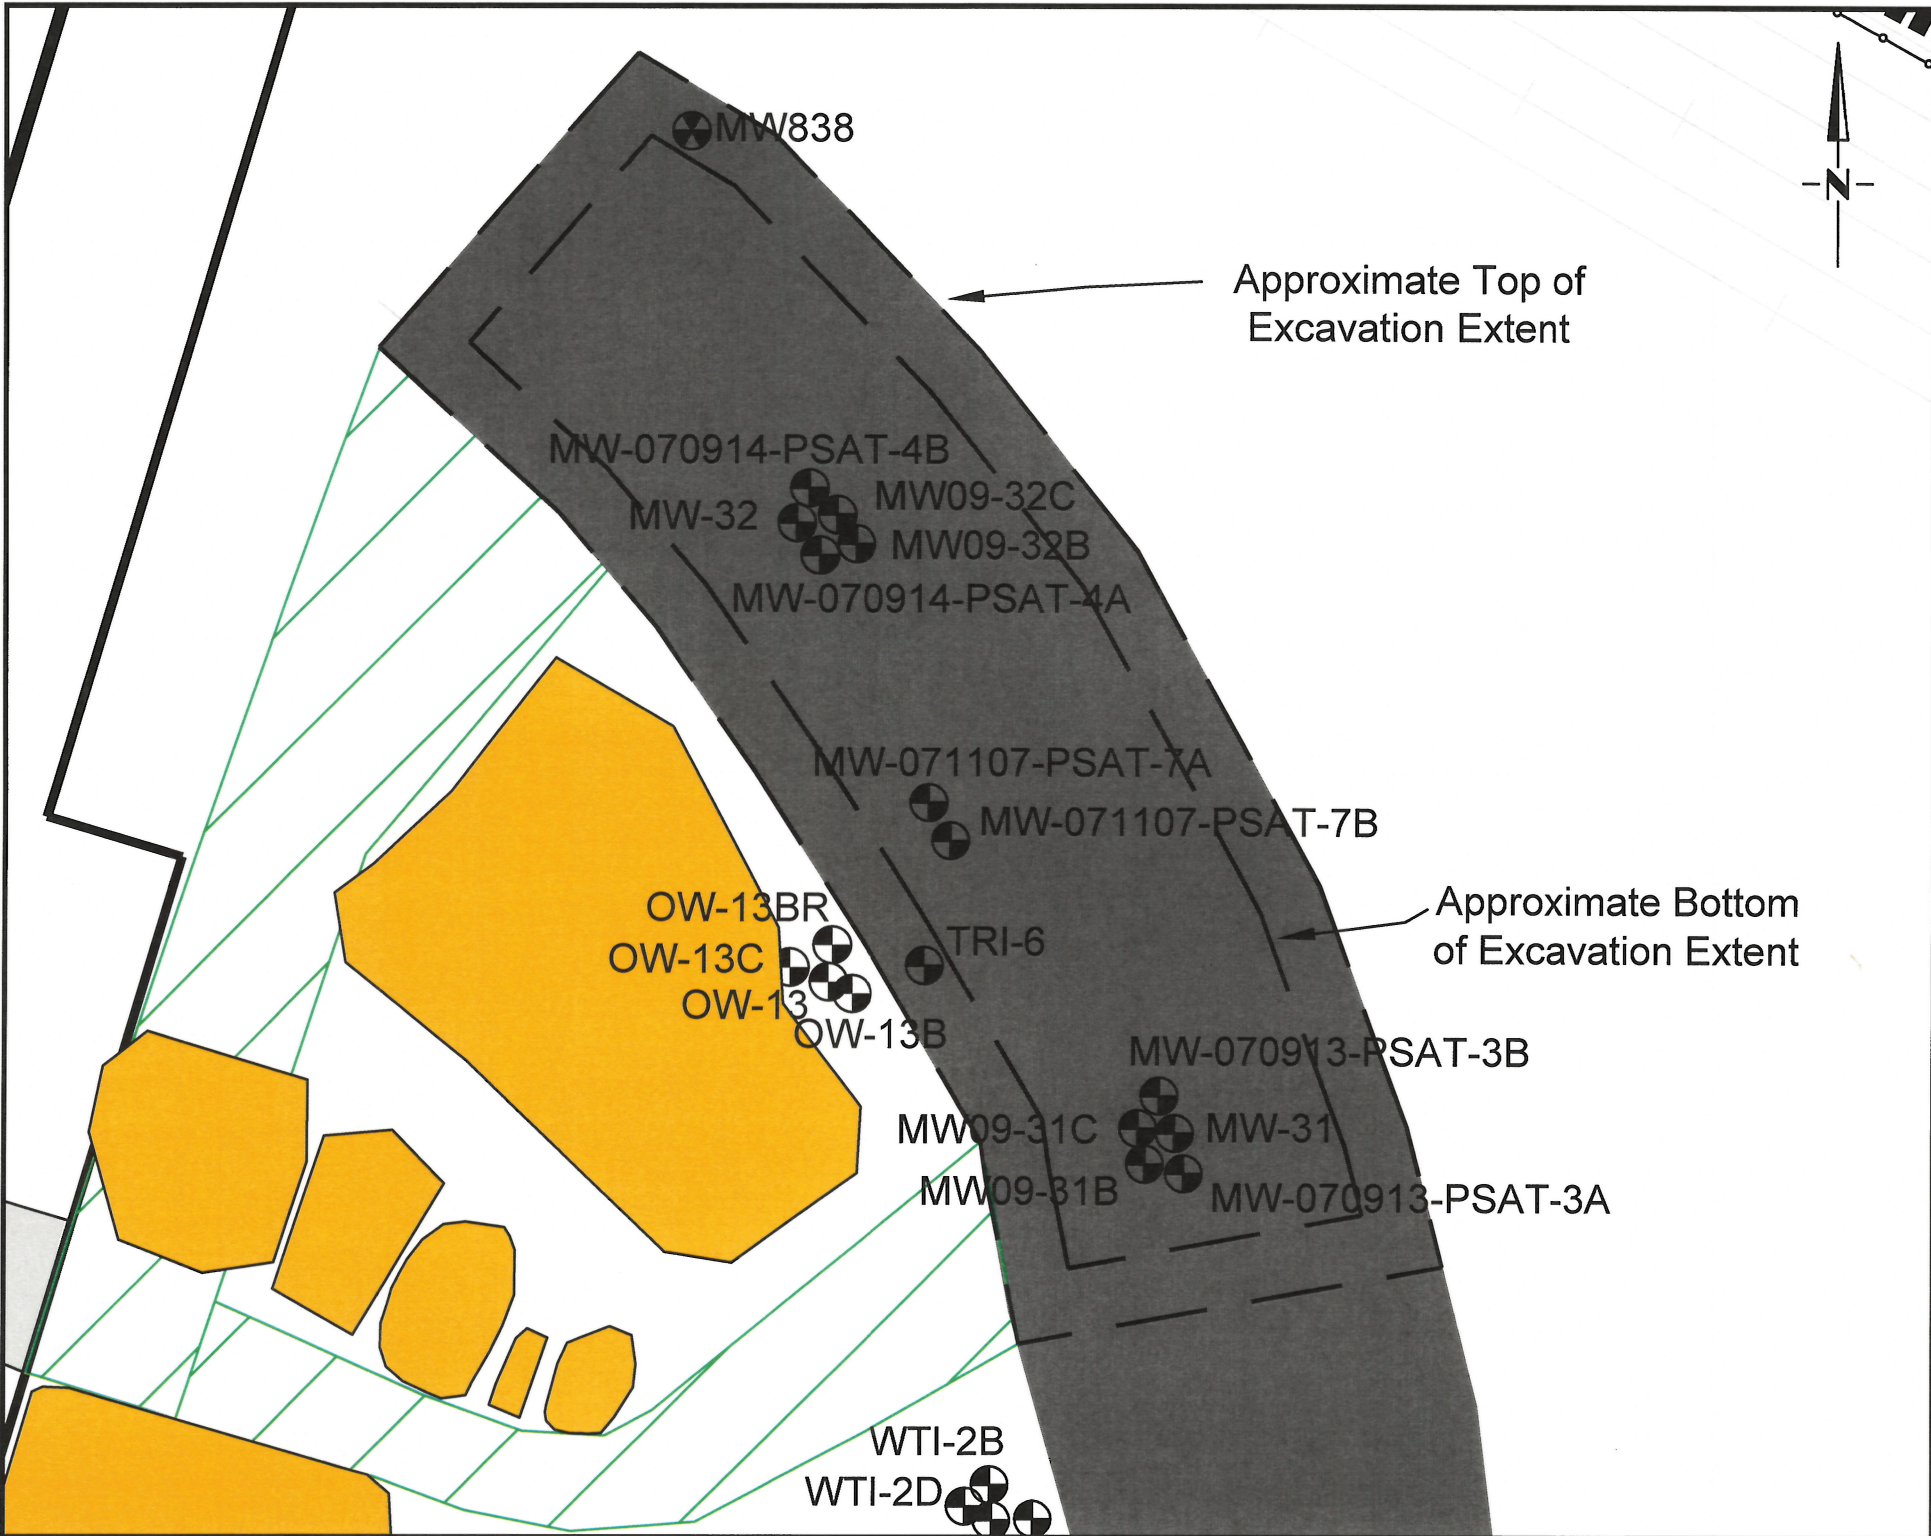 MW838
N
Approximate Top of
Excavation Extent
MW-070914-PSAT-4B
MW09-32C
MW-32
MW09-32B
MW-070914-PSAT-4A
MW-071107-PSAT-7A
MW-071107-PSAT-7B
OW-13BR
Approximate Bottom
of Excavation Extent
TRI-6
OW-13C
OW-13
OW-13B
MW-070913-PSAT-3B
MW09-31C
MW-31
MW09-31B
MW-070913-PSAT-3A
WTI-2B
WTI-2D